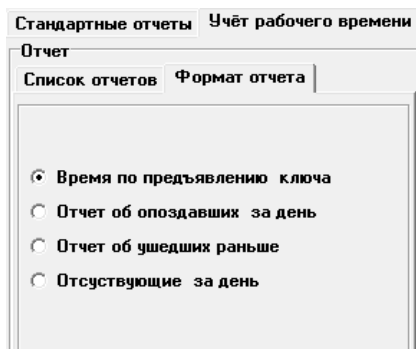 Стандартные отчеты Учёт рабочего времени
Отчет
Список отчетов Формат отчета
Время по предъявлению ключа
Отчет об опоздавших за день
Отчет об ушедших раньше
Отсуствующие за день